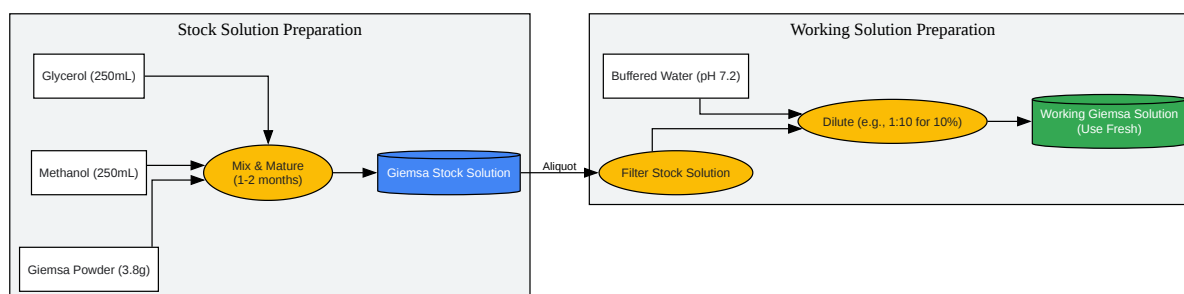 Stock Solution Preparation
Glycerol (250mL)
Methanol (250mL)
Giemsa Powder (3.8g)
Mix & Mature
(1-2 months)
Giemsa Stock Solution
Aliquot
Working Solution Preparation
Buffered Water (pH 7.2)
Filter Stock Solution
Dilute (e.g., 1:10 for 10%)
Working Giemsa Solution
(Use Fresh)